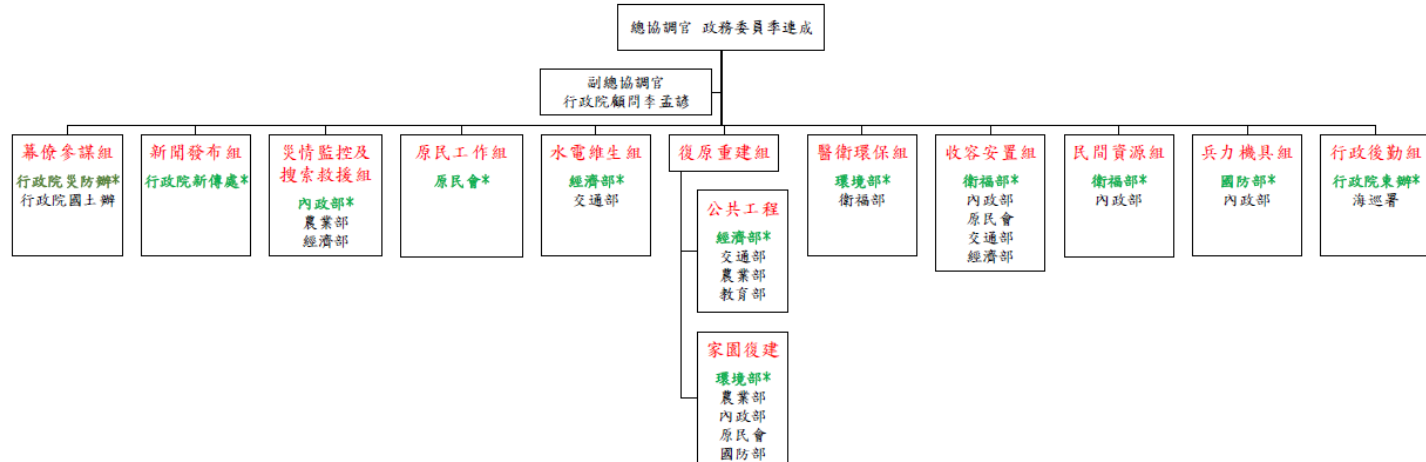 總協調官 政務委員季連成
副總協調官
行政院顧問李孟諺
幕僚參謀組
行政院災防辦*
行政院國土辦
新聞發布組
行政院新傳處*
災情監控及
搜索救援組
內政部*
農業部
經濟部
原民工作組
原民會*
水電維生組
經濟部*
交通部
復原重建組
公共工程
經濟部*
交通部
農業部
教育部
家園復建
環境部*
農業部
內政部
原民會
國防部
醫衛環保組
環境部*
衛福部
收容安置組
衛福部*
內政部
原民會
交通部
經濟部
民間資源組
衛福部*
內政部
兵力機具組
國防部*
內政部
行政後勤組
行政院東辦*
海巡署